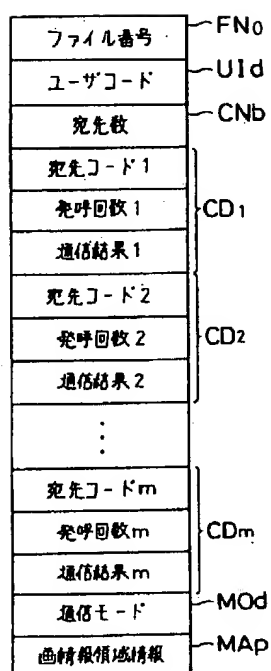 ファイル番号 FNo
ユーザコード UId
宛先数 CNb
宛先コード1
発呼回数1 CD1
通信結果1
宛先コード2
発呼回数2 CD2
通信結果2
⋮
宛先コードm
発呼回数m CDm
通信結果m
通信モード MOd
画情報領域情報 MAp